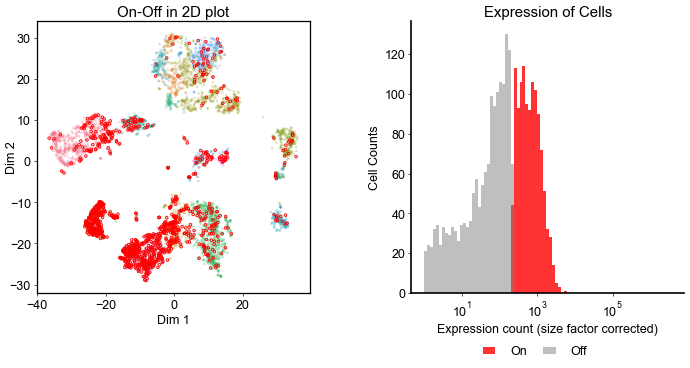 On-Off in 2D plot
Dim 2
30
20
10
0
−10
−20
−30
−40
−20
0
20
Dim 1
Expression of Cells
Cell Counts
120
100
80
60
40
20
0
10^1
10^3
10^5
Expression count (size factor corrected)
On
Off